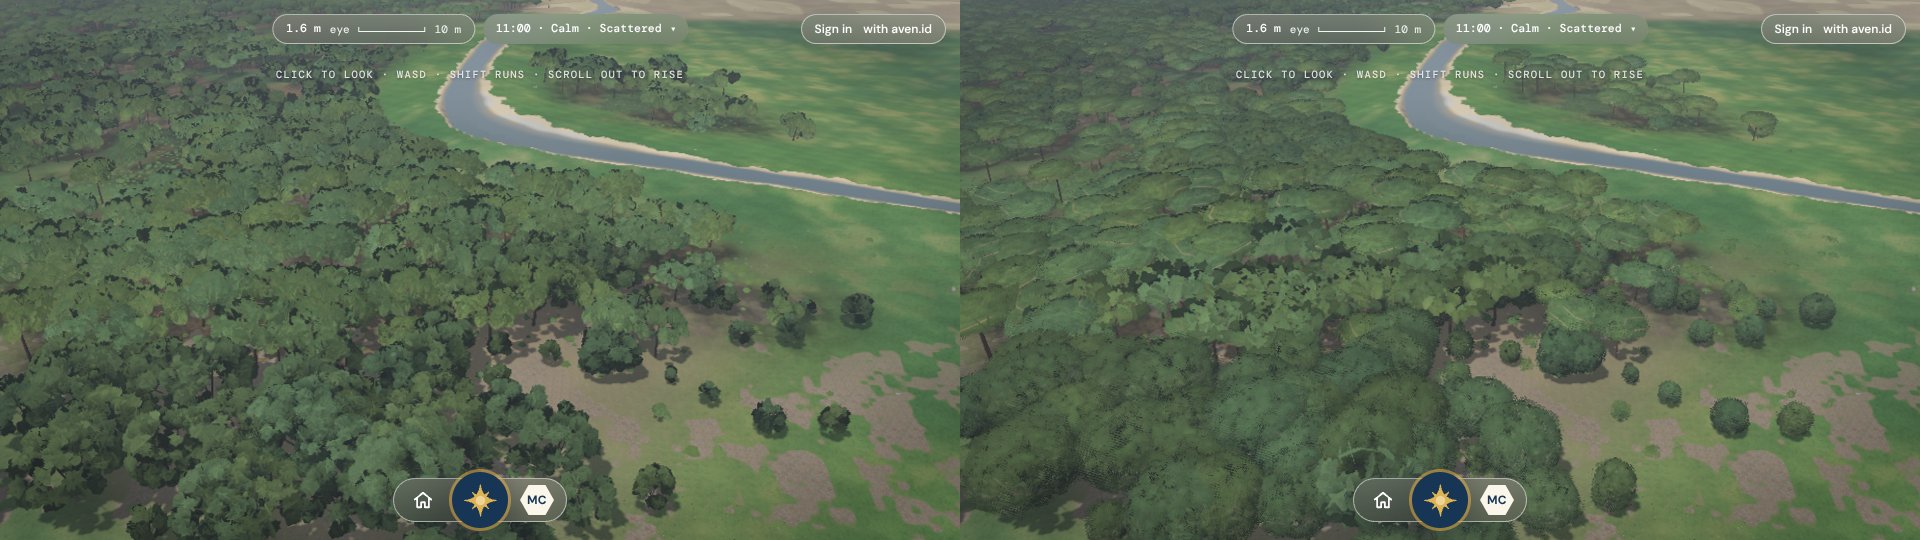 1.6 m eye 10 m
11:00 · Calm · Scattered ▾
Sign in with aven.id
CLICK TO LOOK · WASD · SHIFT RUNS · SCROLL OUT TO RISE
MC
1.6 m eye 10 m
11:00 · Calm · Scattered ▾
Sign in with aven.id
CLICK TO LOOK · WASD · SHIFT RUNS · SCROLL OUT TO RISE
MC